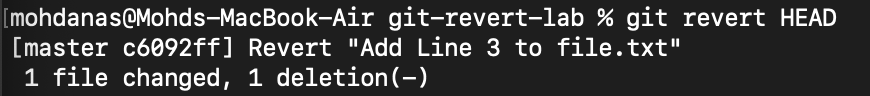 [mohdanas@Mohds-MacBook-Air git-revert-lab % git revert HEAD
[master c6092ff] Revert "Add Line 3 to file.txt"
1 file changed, 1 deletion(-)